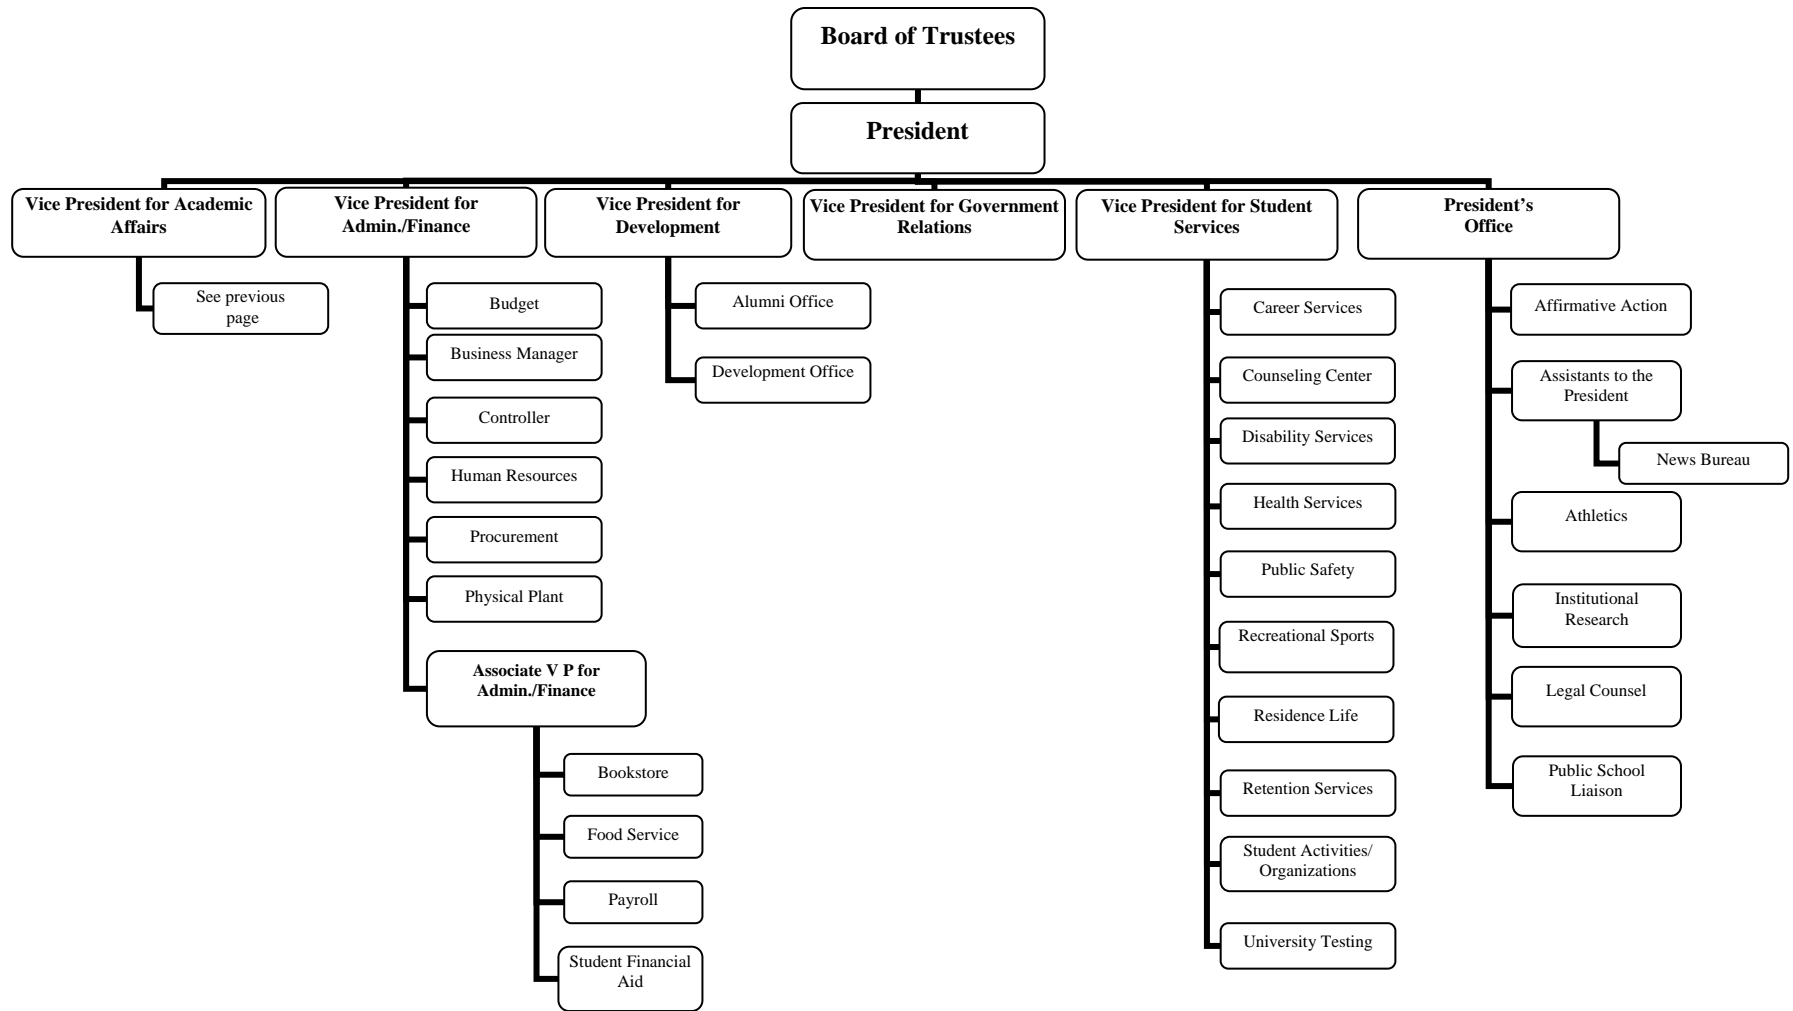 Board of Trustees
President
Vice President for Academic
Affairs
Vice President for
Admin./Finance
Vice President for
Development
Vice President for Government
Relations
Vice President for Student
Services
President’s
Office
See previous
page
Budget
Business Manager
Controller
Human Resources
Procurement
Physical Plant
Associate V P for
Admin./Finance
Bookstore
Food Service
Payroll
Student Financial
Aid
Alumni Office
Development Office
Career Services
Counseling Center
Disability Services
Health Services
Public Safety
Recreational Sports
Residence Life
Retention Services
Student Activities/
Organizations
University Testing
Affirmative Action
Assistants to the
President
News Bureau
Athletics
Institutional
Research
Legal Counsel
Public School
Liaison